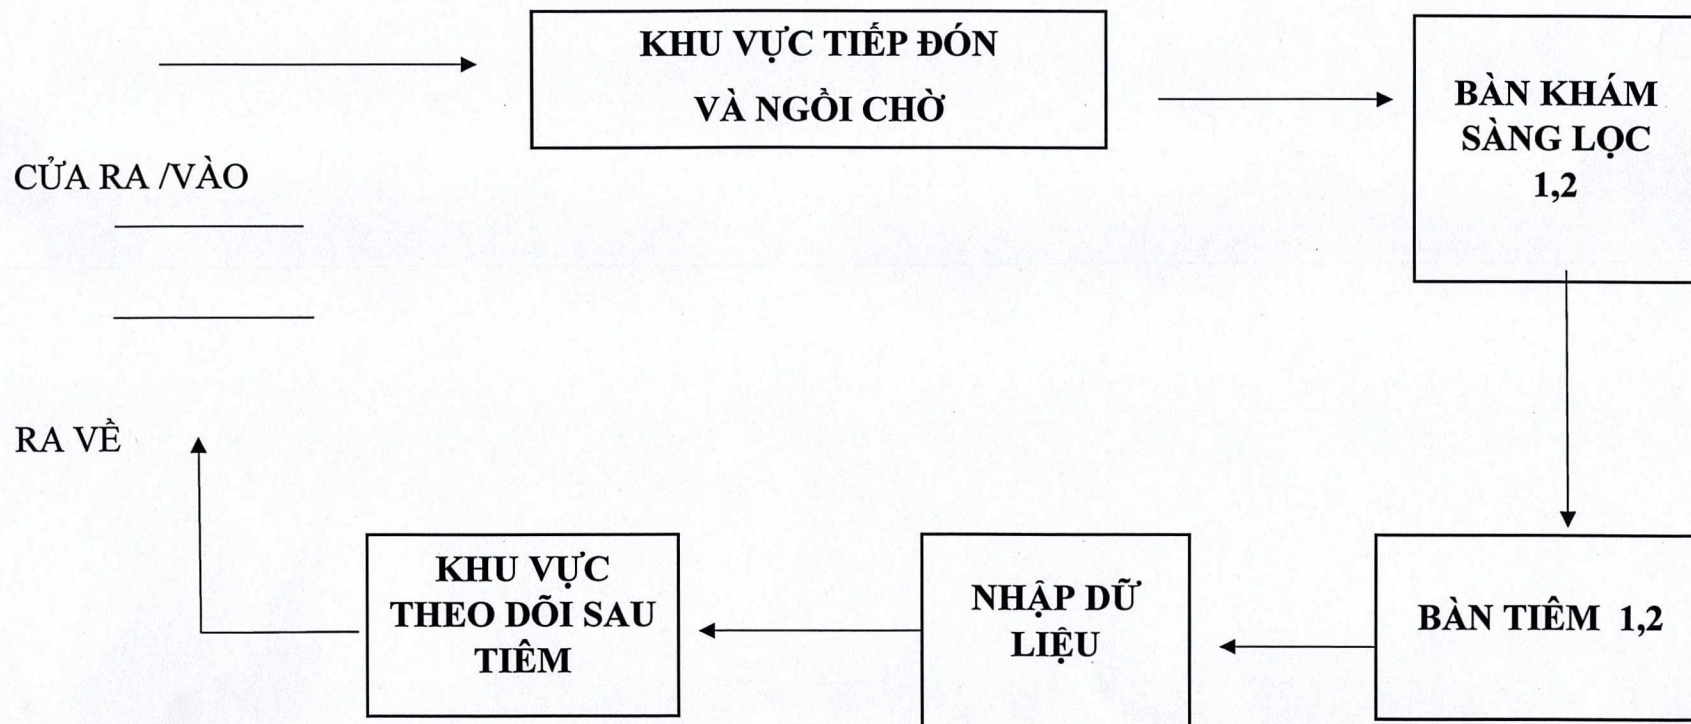 KHU VỰC TIẾP ĐÓN
VÀ NGỒI CHỜ
BÀN KHÁM
SÀNG LỌC
1,2
CỬA RA /VÀO
RA VỀ
KHU VỰC
THEO DÕI SAU
TIÊM
NHẬP DỮ
LIỆU
BÀN TIÊM 1,2